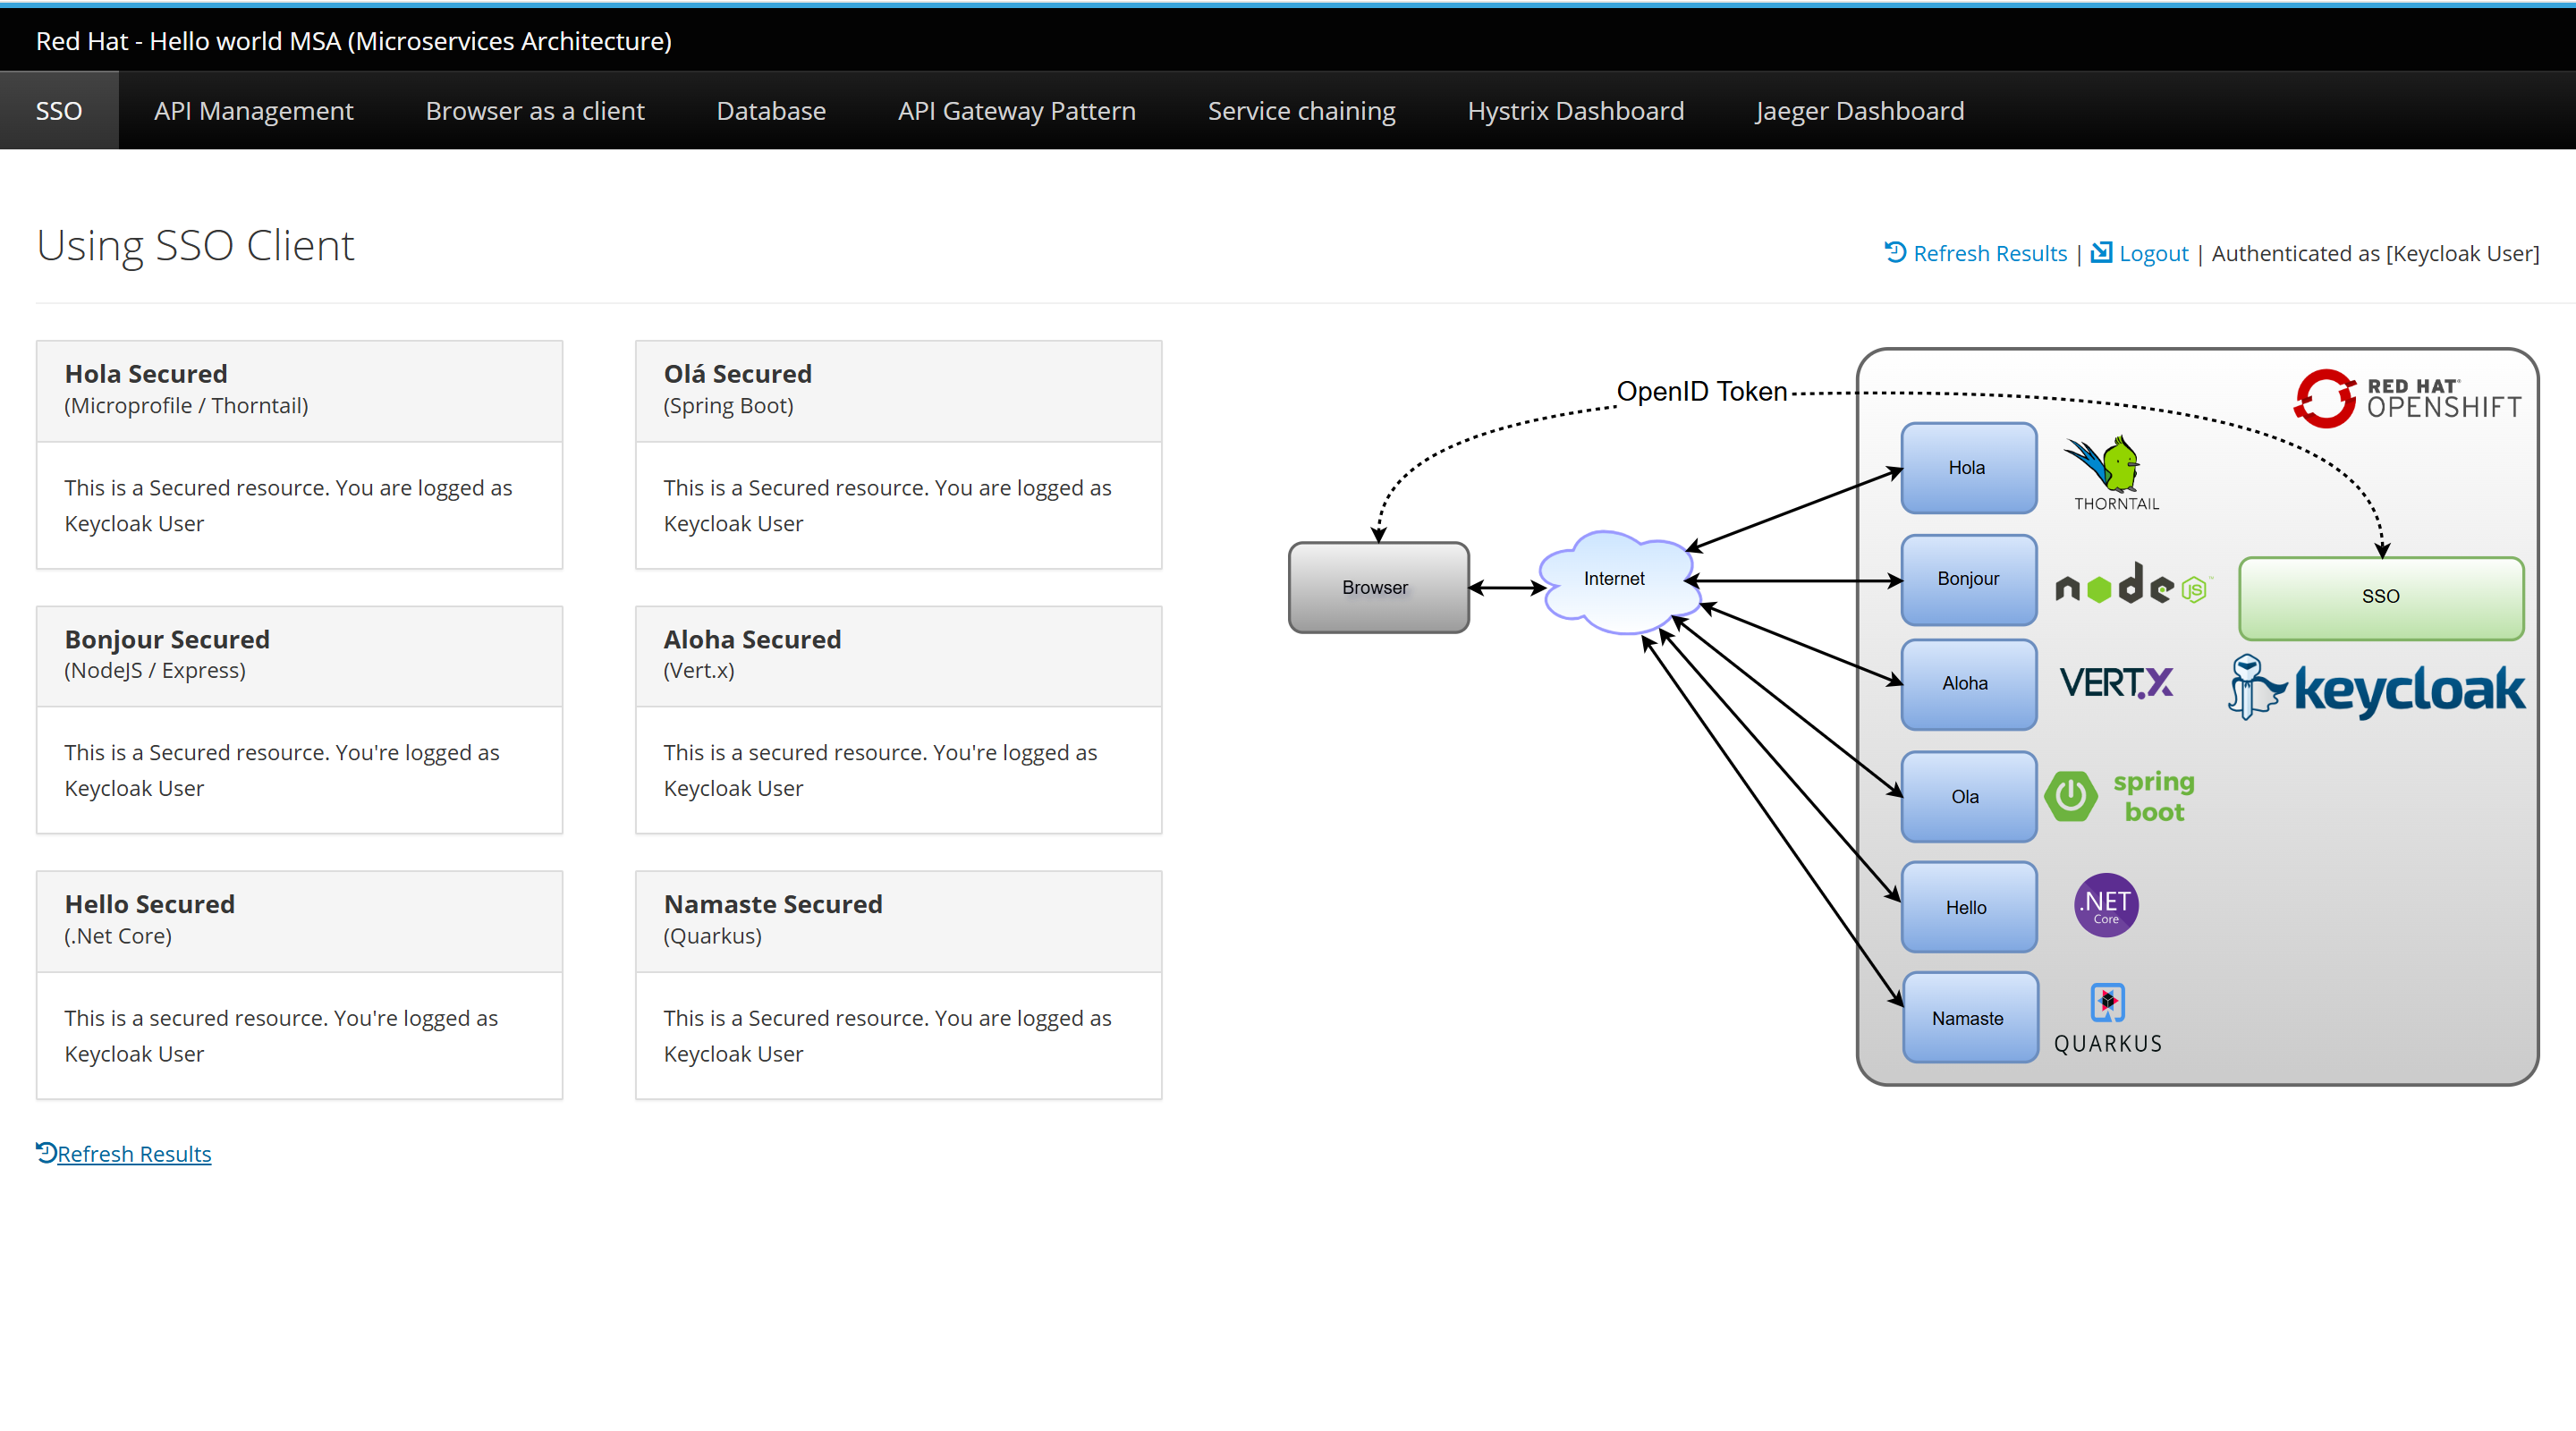 Red Hat - Hello world MSA (Microservices Architecture)
SSO
API Management
Browser as a client
Database
API Gateway Pattern
Service chaining
Hystrix Dashboard
Jaeger Dashboard
Using SSO Client
Refresh Results | Logout | Authenticated as [Keycloak User]
Hola Secured
(Microprofile / Thorntail)
This is a Secured resource. You are logged as
Keycloak User
Olá Secured
(Spring Boot)
This is a Secured resource. You are logged as
Keycloak User
Bonjour Secured
(NodeJS / Express)
This is a Secured resource. You're logged as
Keycloak User
Aloha Secured
(Vert.x)
This is a secured resource. You're logged as
Keycloak User
Hello Secured
(.Net Core)
This is a secured resource. You're logged as
Keycloak User
Namaste Secured
(Quarkus)
This is a Secured resource. You are logged as
Keycloak User
Refresh Results
OpenID Token
RED HAT®
OPENSHIFT
Browser
Internet
Hola
THORNTAIL
Bonjour
node JS™
SSO
Aloha
VERT.X
keycloak
Ola
spring
boot
Hello
.NET
Core
Namaste
QUARKUS